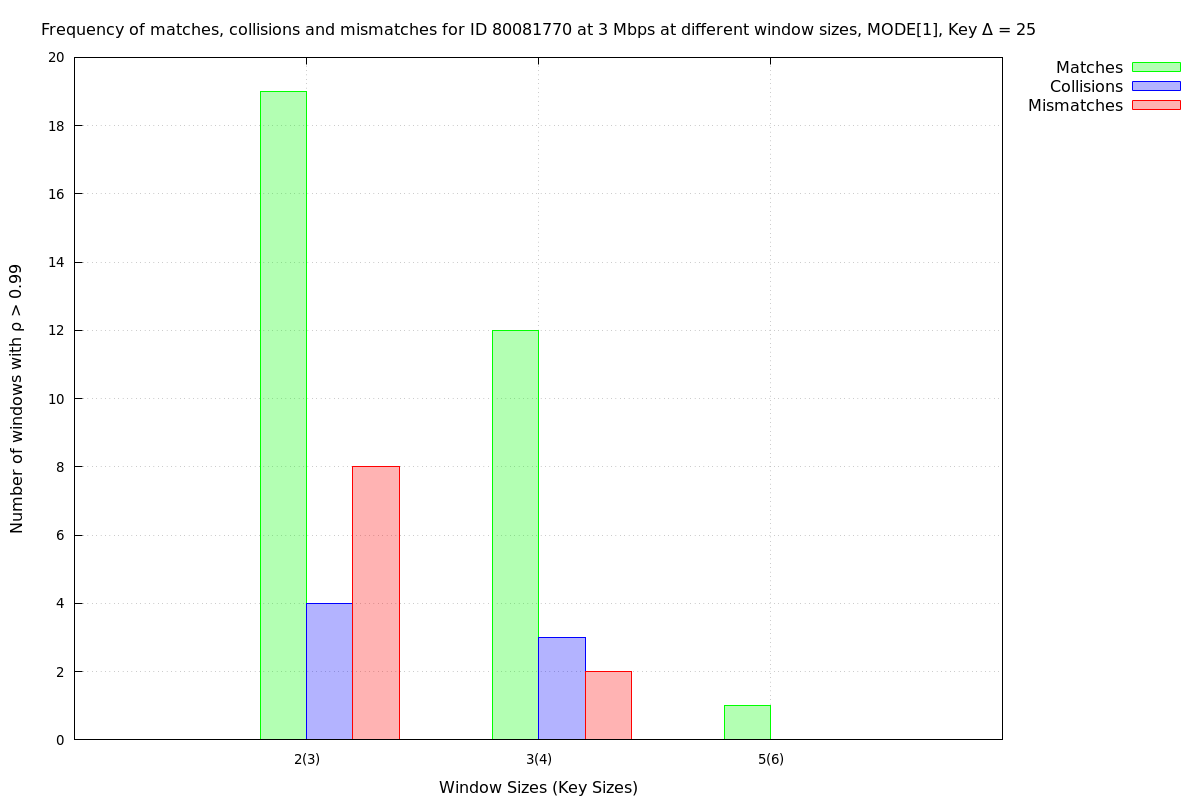 Frequency of matches, collisions and mismatches for ID 80081770 at 3 Mbps at different window sizes, MODE[1], Key Δ = 25
Matches
Collisions
Mismatches
Number of windows with ρ > 0.99
20
18
16
14
12
10
8
6
4
2
0
2(3)
3(4)
5(6)
Window Sizes (Key Sizes)